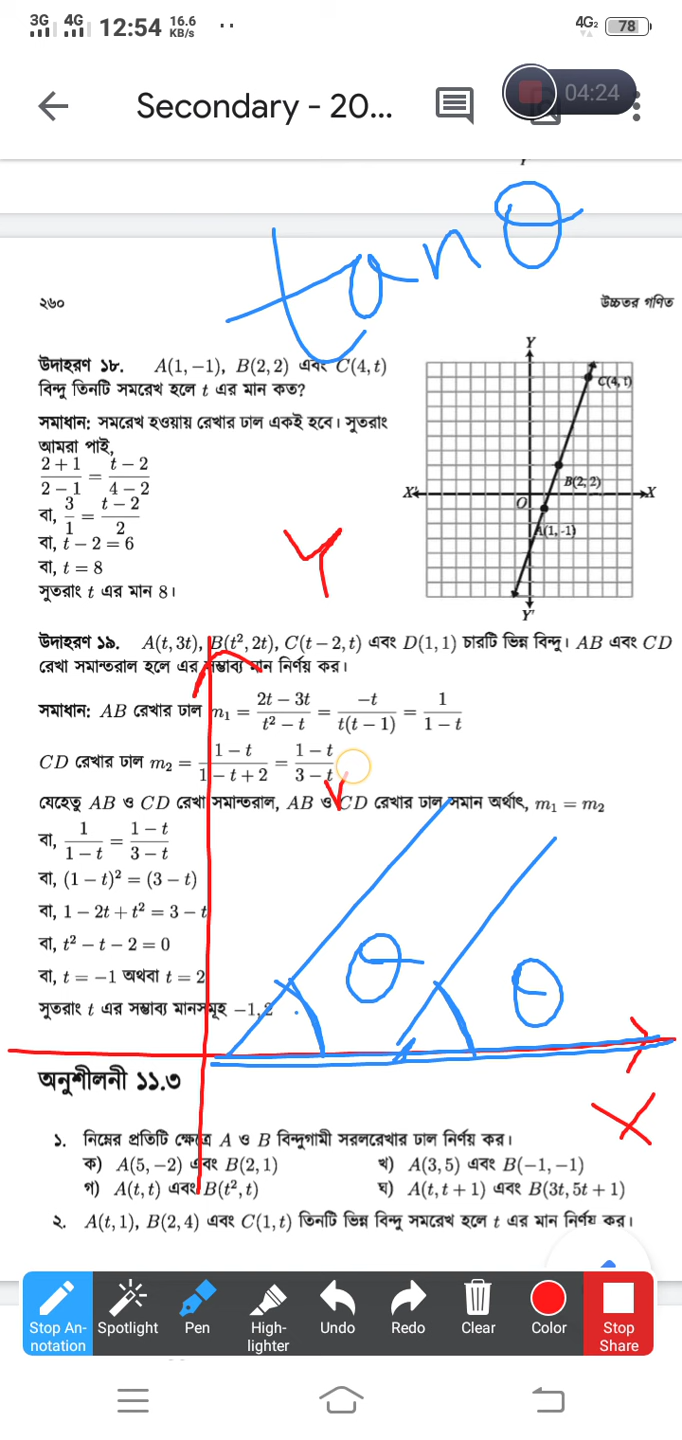 3G 4G 12:54 16.6 KB/s ··
4G2 78
Secondary - 20...
04:24
tanθ
২৬০
উচ্চতর গণিত
উদাহরণ ১৮. A(1, −1), B(2, 2) এবং C(4, t)
বিন্দু তিনটি সমরেখ হলে t এর মান কত?
সমাধান: সমরেখ হওয়ায় রেখার ঢাল একই হবে। সুতরাং
আমরা পাই,
(2 + 1)/(2 − 1) = (t − 2)/(4 − 2)
বা, 3/1 = (t − 2)/2
বা, t − 2 = 6
বা, t = 8
সুতরাং t এর মান 8।
Y
C(4, t)
B(2, 2)
X' O X
A(1, -1)
Y'
Y
উদাহরণ ১৯. A(t, 3t), B(t², 2t), C(t − 2, t) এবং D(1, 1) চারটি ভিন্ন বিন্দু। AB এবং CD
রেখা সমান্তরাল হলে এর সম্ভাব্য মান নির্ণয় কর।
সমাধান: AB রেখার ঢাল m₁ = (2t − 3t)/(t² − t) = −t/(t(t − 1)) = 1/(1 − t)
CD রেখার ঢাল m₂ = (1 − t)/(1 − t + 2) = (1 − t)/(3 − t)
যেহেতু AB ও CD রেখা সমান্তরাল, AB ও CD রেখার ঢাল সমান অর্থাৎ, m₁ = m₂
বা, 1/(1 − t) = (1 − t)/(3 − t)
বা, (1 − t)² = (3 − t)
বা, 1 − 2t + t² = 3 − t
বা, t² − t − 2 = 0
বা, t = −1 অথবা t = 2
সুতরাং t এর সম্ভাব্য মানসমূহ −1, 2
θ θ
X
অনুশীলনী ১১.৩
১. নিম্নের প্রতিটি ক্ষেত্রে A ও B বিন্দুগামী সরলরেখার ঢাল নির্ণয় কর।
ক) A(5, −2) এবং B(2, 1) খ) A(3, 5) এবং B(−1, −1)
গ) A(t, t) এবং B(t², t) ঘ) A(t, t + 1) এবং B(3t, 5t + 1)
২. A(t, 1), B(2, 4) এবং C(1, t) তিনটি ভিন্ন বিন্দু সমরেখ হলে t এর মান নির্ণয় কর।
Stop An-notation Spotlight Pen High-lighter Undo Redo Clear Color Stop Share